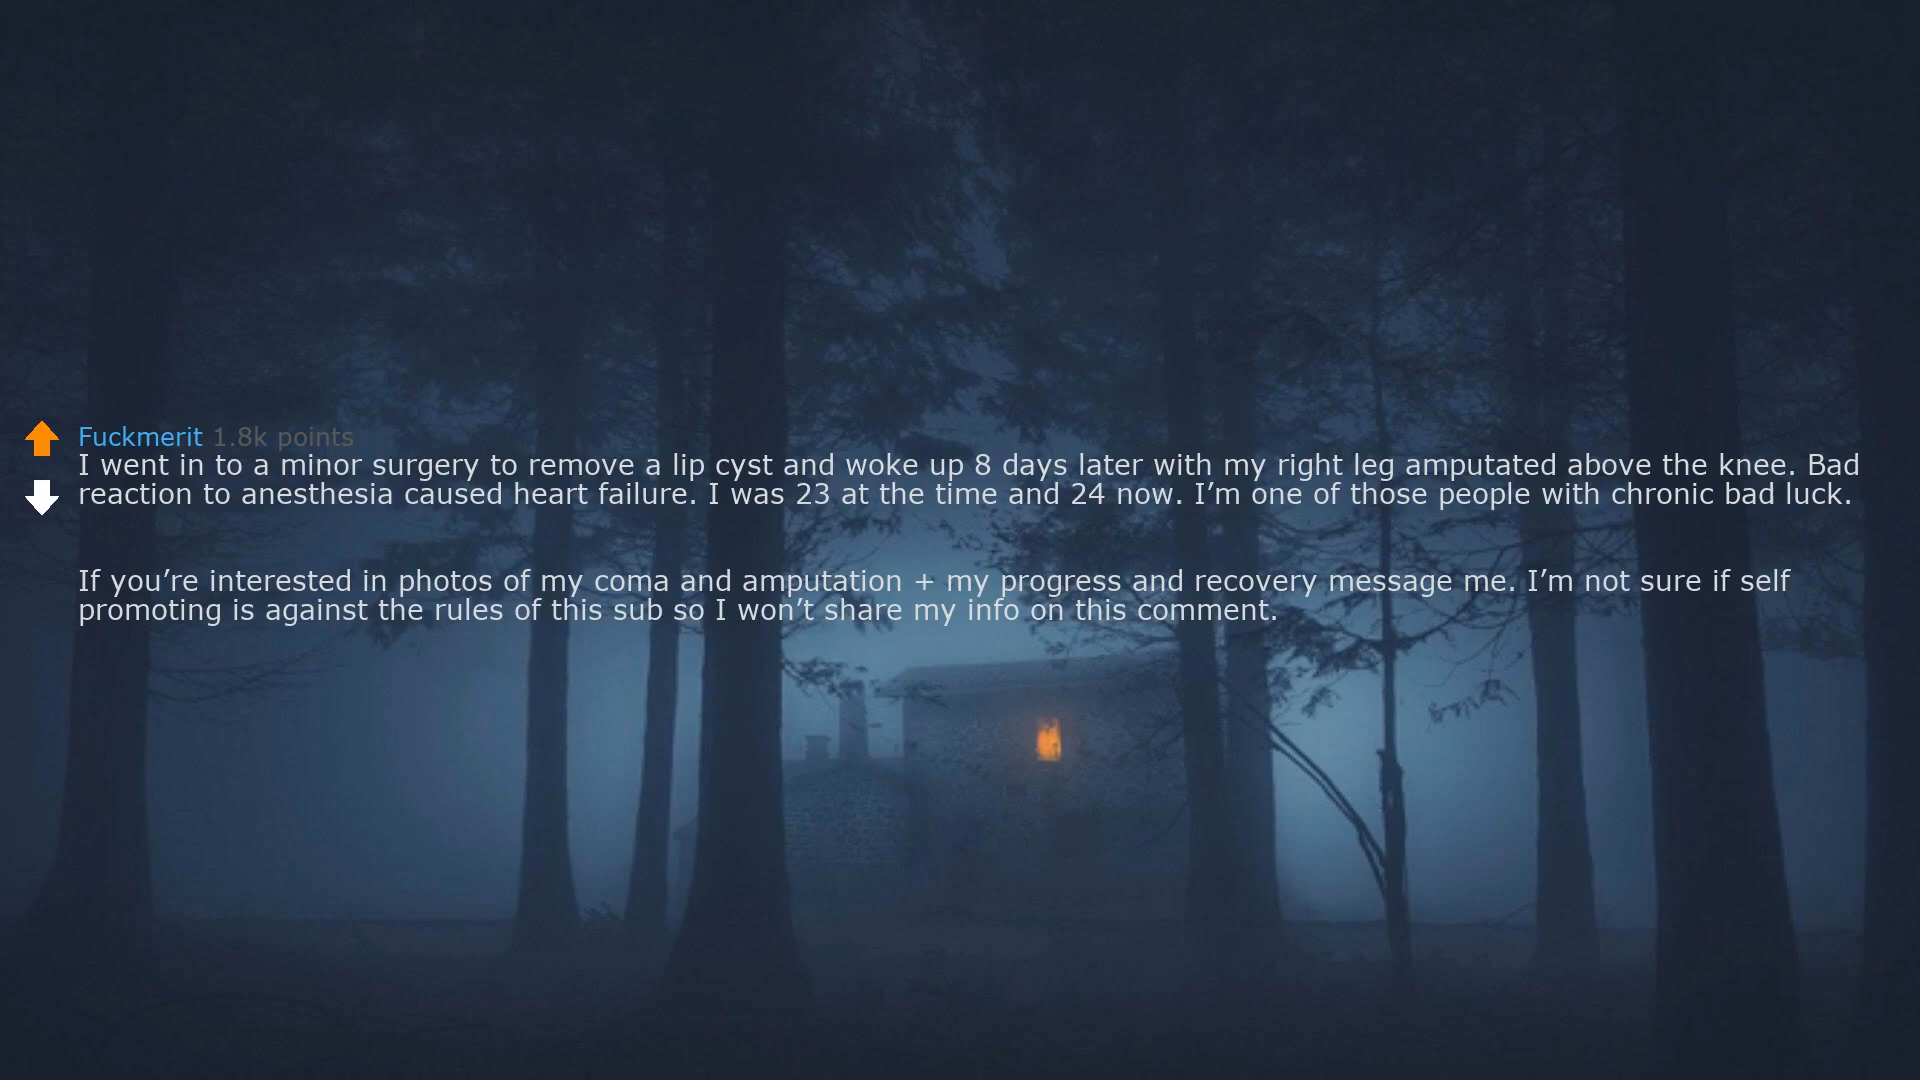 Fuckmerit 1.8k points
I went in to a minor surgery to remove a lip cyst and woke up 8 days later with my right leg amputated above the knee. Bad
reaction to anesthesia caused heart failure. I was 23 at the time and 24 now. I’m one of those people with chronic bad luck.
If you’re interested in photos of my coma and amputation + my progress and recovery message me. I’m not sure if self
promoting is against the rules of this sub so I won’t share my info on this comment.